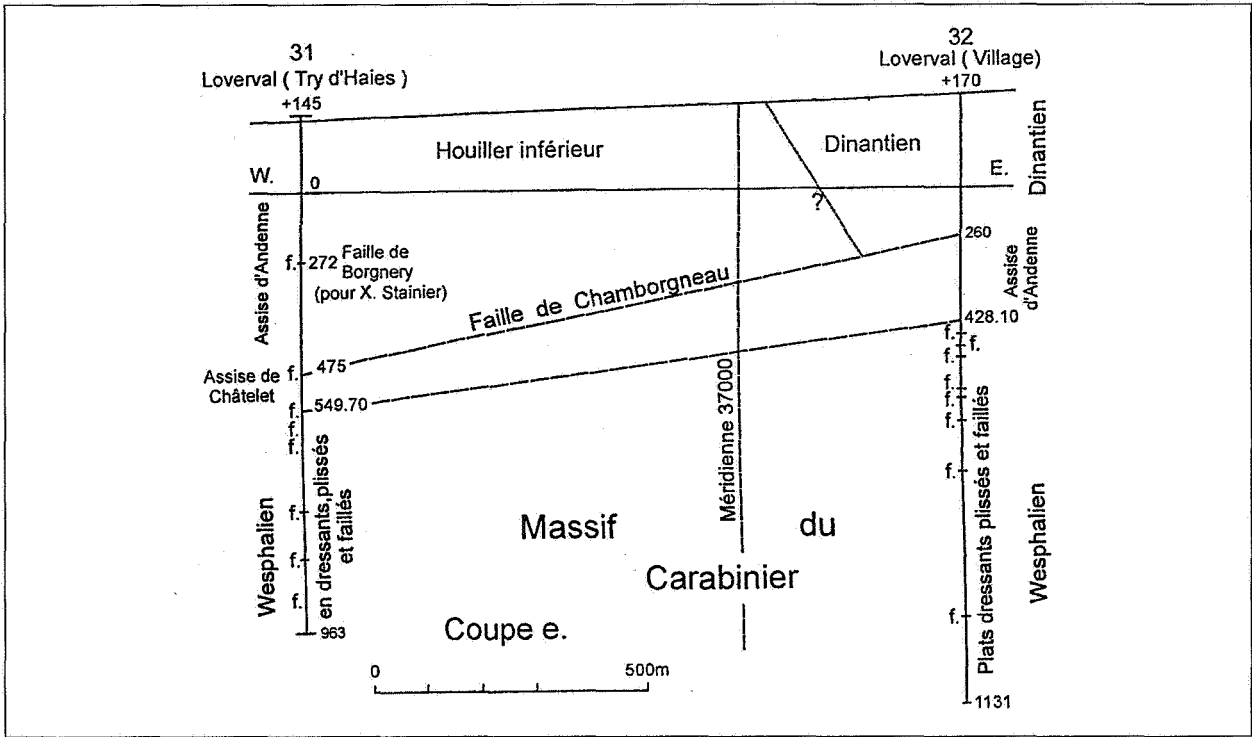 31
Loverval ( Try d'Haies )
+145
32
Loverval ( Village)
+170
Houiller inférieur
Dinantien
Dinantien
W.
0
E.
?
Assise d'Andenne
f.
272
Faille de
Borgnery
(pour X. Stainier)
260
Assise
d'Andenne
Faille de Chamborgneau
428.10
Assise de
Châtelet
f.
475
f.
549.70
f.
f.
f.
f.
f.
963
Wesphalien
en dressants,plissés
et faillés
Méridienne 37000
Massif
du
Carabinier
Coupe e.
f.
f.
f.
f.
f.
f.
f.
f.
1131
Plats dressants plissés et faillés
Wesphalien
0
500m